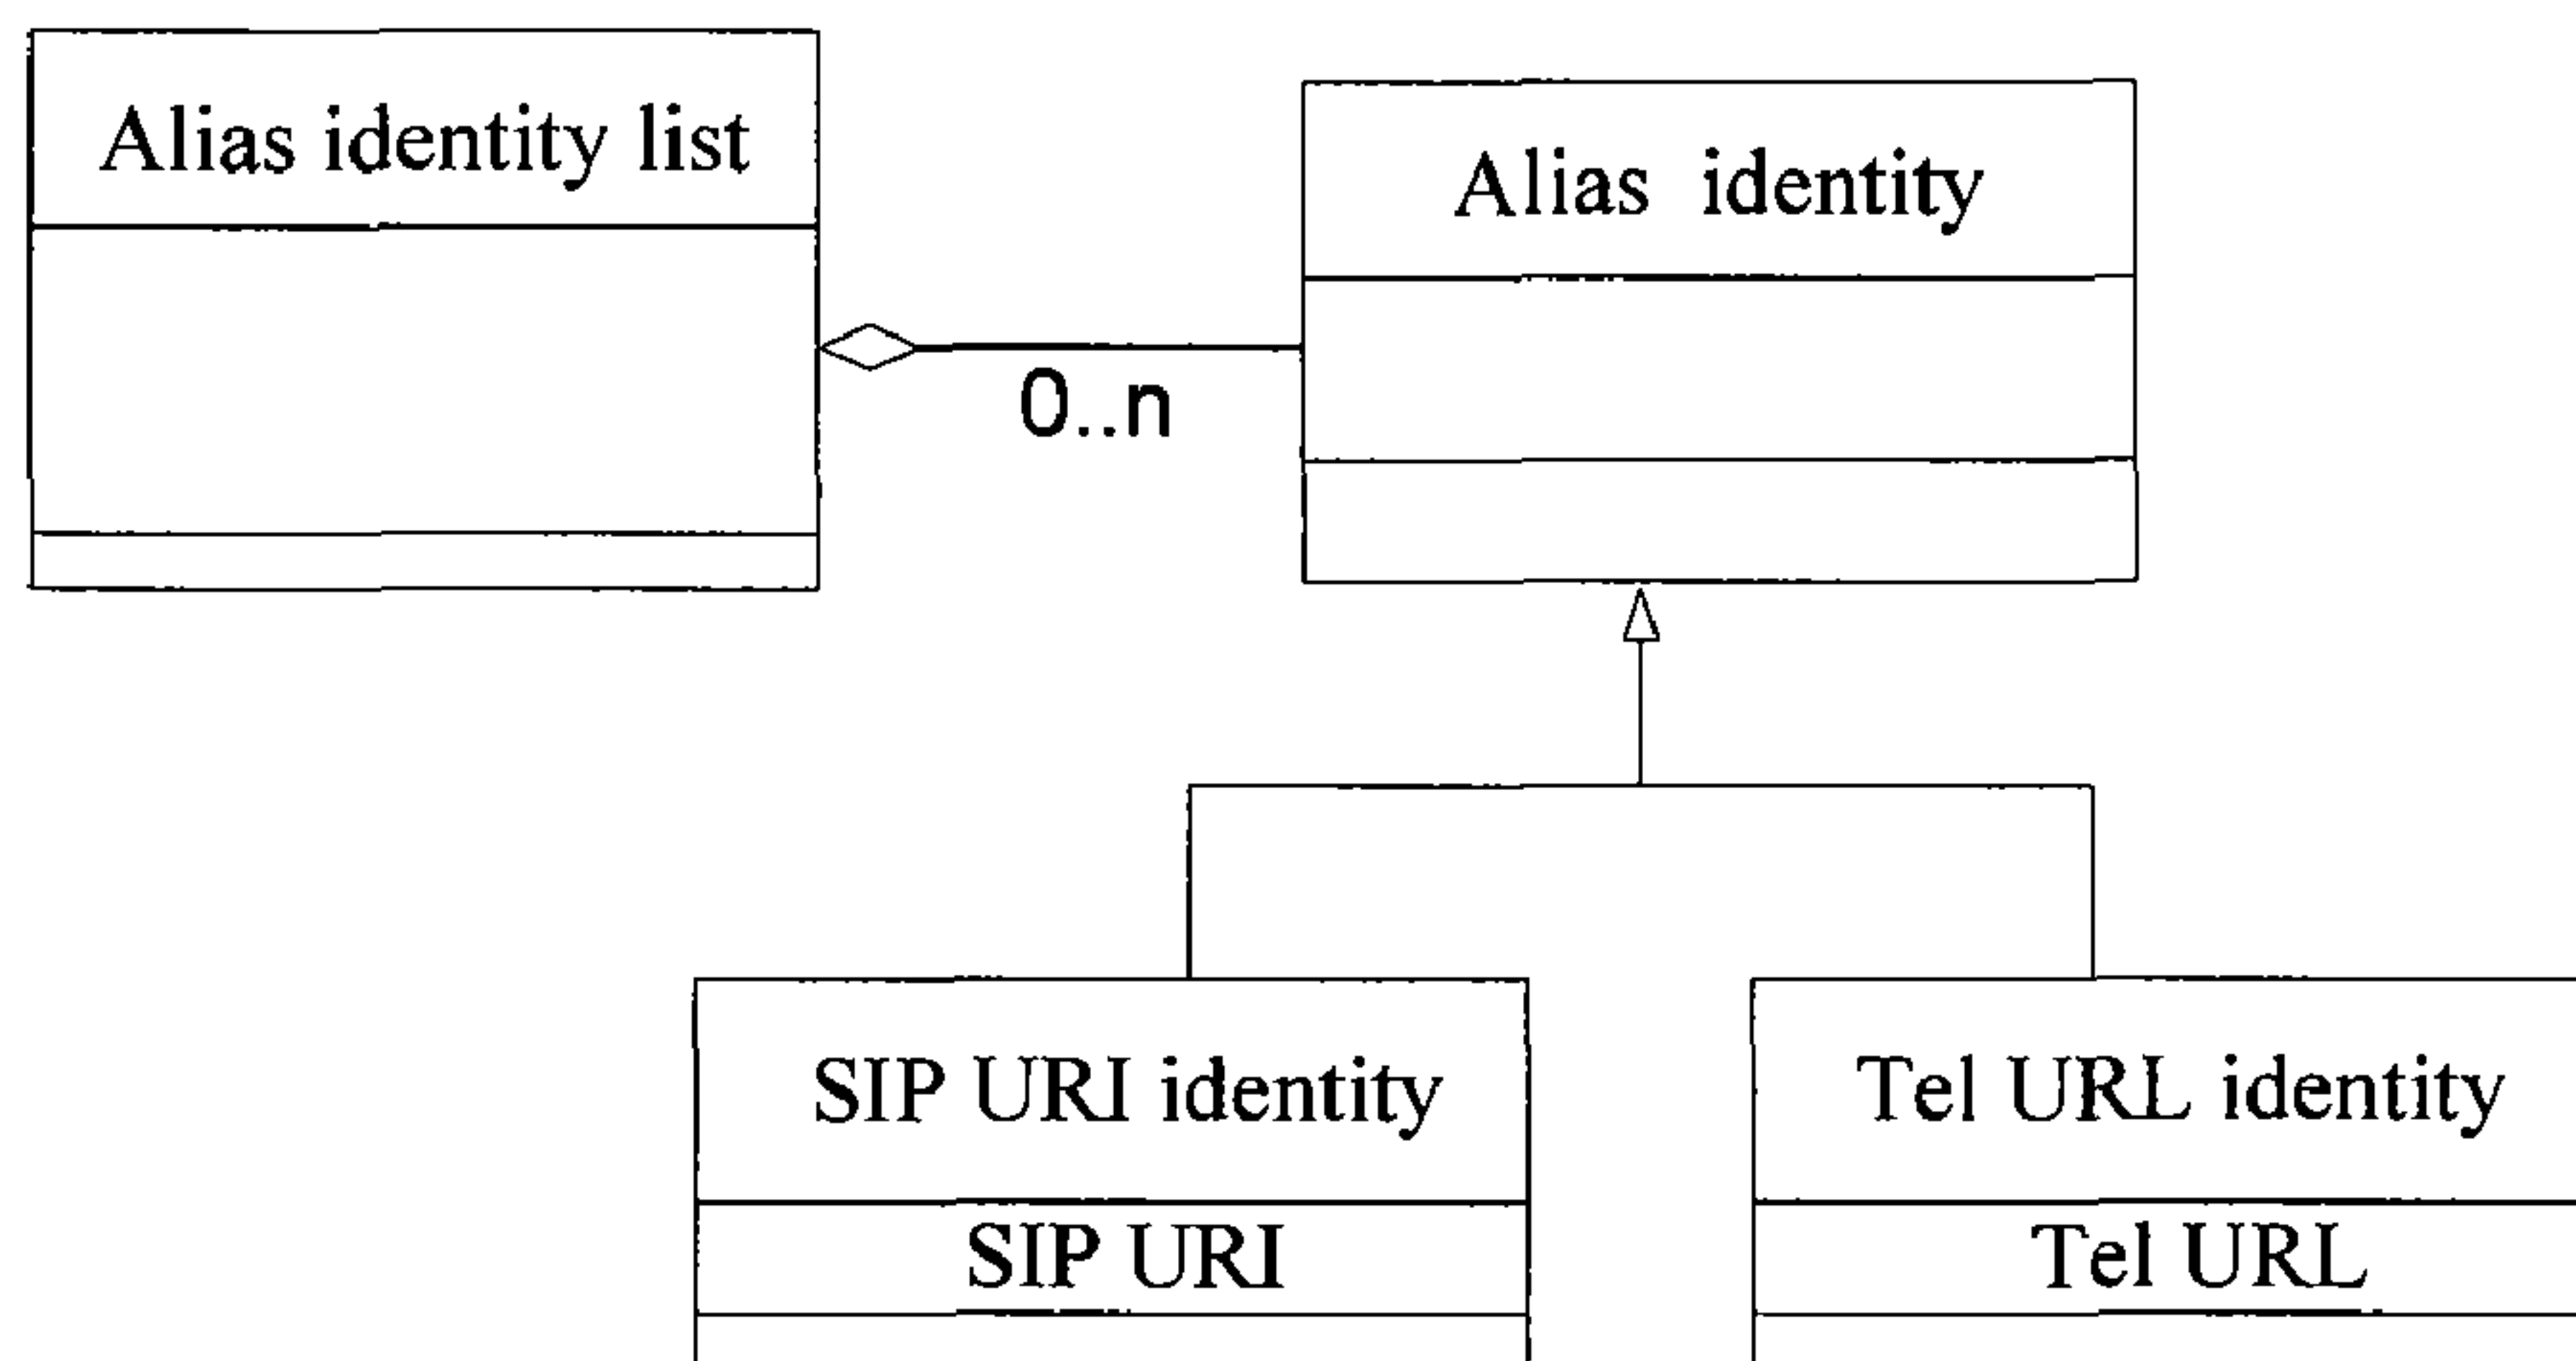 Alias identity list
Alias identity
0..n
SIP URI identity
Tel URL identity
SIP URI
Tel URL